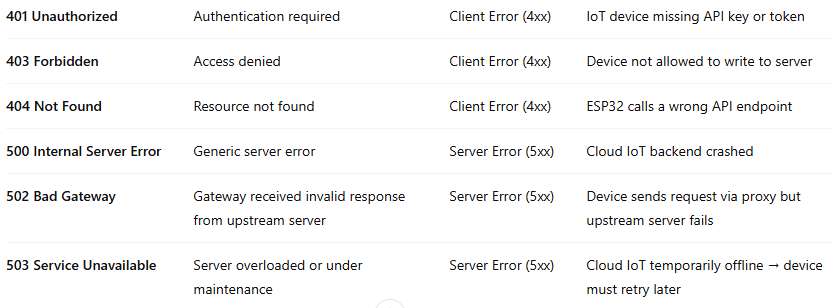 401 Unauthorized Authentication required Client Error (4xx) IoT device missing API key or token
403 Forbidden Access denied Client Error (4xx) Device not allowed to write to server
404 Not Found Resource not found Client Error (4xx) ESP32 calls a wrong API endpoint
500 Internal Server Error Generic server error Server Error (5xx) Cloud IoT backend crashed
502 Bad Gateway Gateway received invalid response Server Error (5xx) Device sends request via proxy but
from upstream server upstream server fails
503 Service Unavailable Server overloaded or under Server Error (5xx) Cloud IoT temporarily offline → device
maintenance must retry later